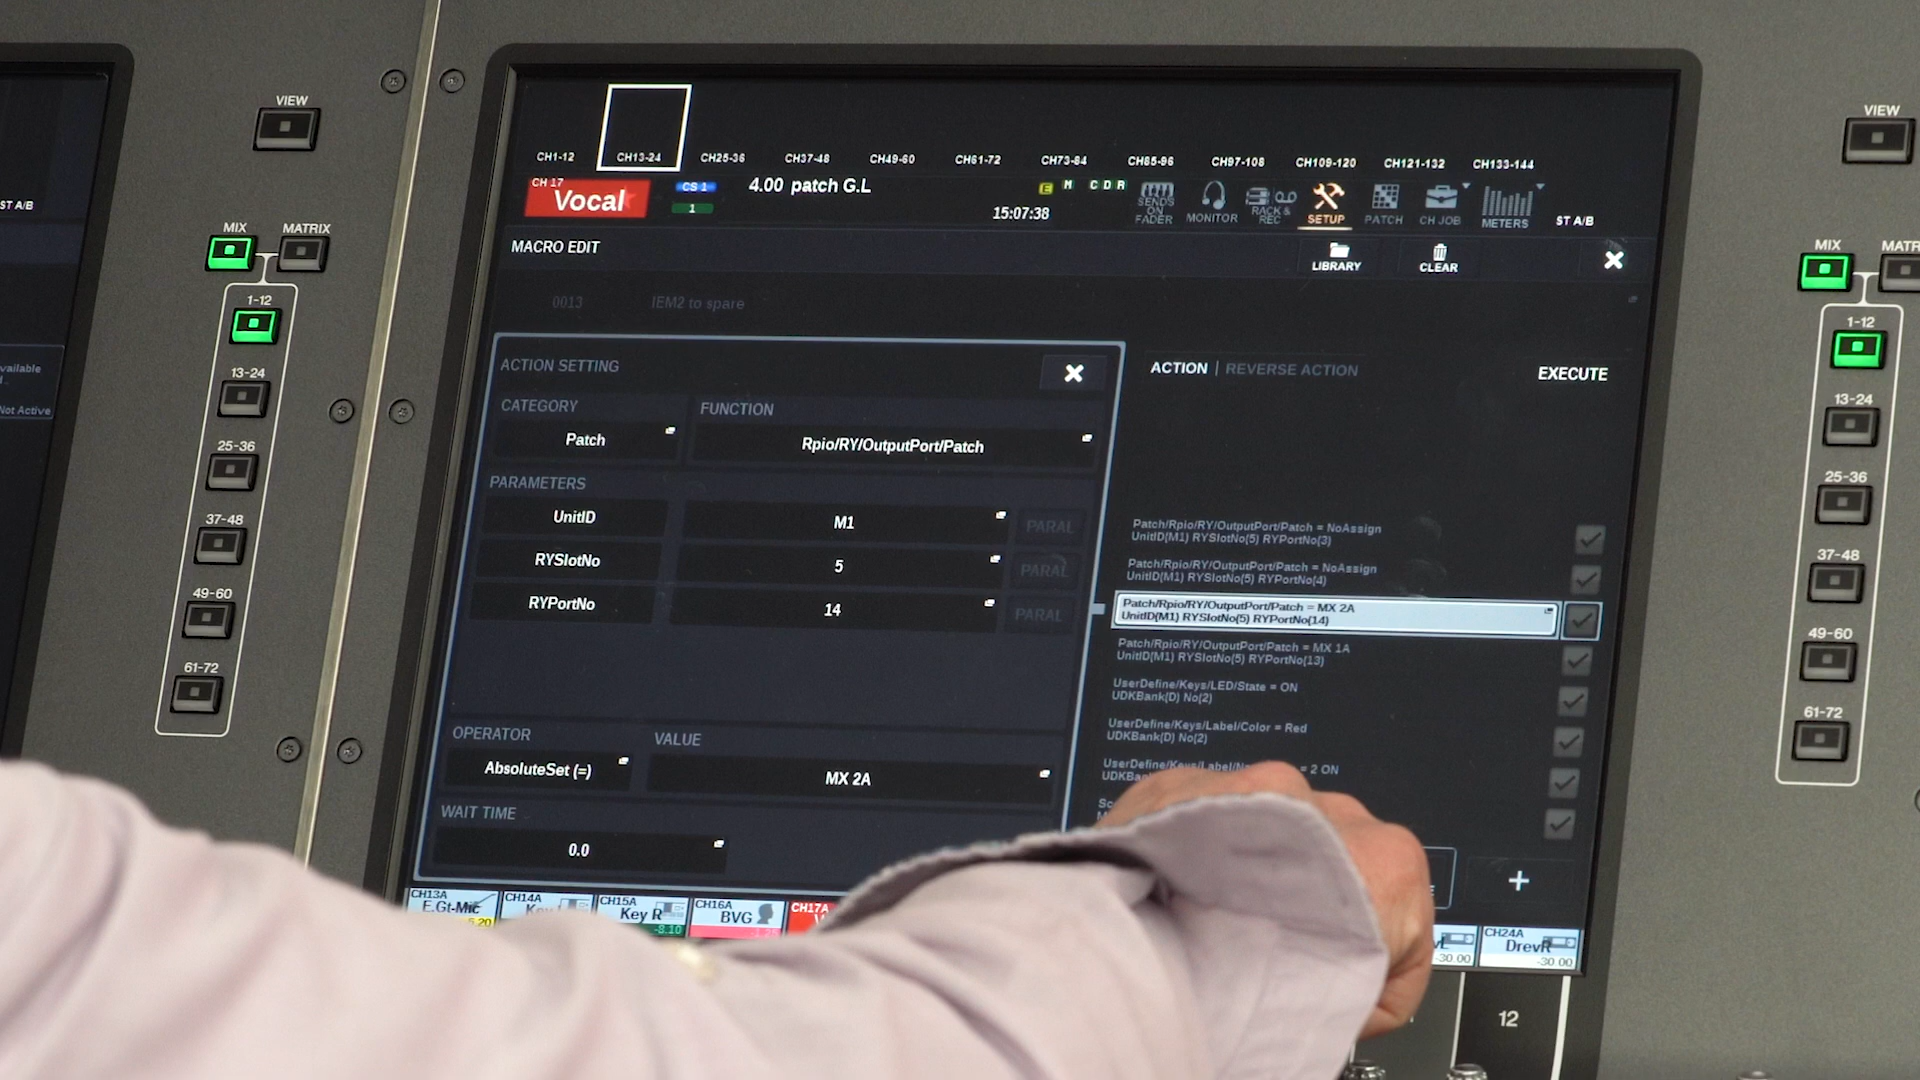 VIEW
ST A/B
MIX MATRIX
1-12
13-24
25-36
37-48
49-60
61-72
Not Active
CH1-12 CH13-24 CH25-36 CH37-48 CH49-60 CH61-72 CH73-84 CH85-96 CH97-108 CH109-120 CH121-132 CH133-144
CH 17
Vocal
CS 1
1
4.00 patch G.L
15:07:38
E M C D R
SENDS ON FADER
MONITOR
RACK & REC
SETUP
PATCH
CH JOB
METERS
ST A/B
MACRO EDIT
LIBRARY
CLEAR
0013 IEM2 to spare
ACTION SETTING
CATEGORY FUNCTION
Patch Rpio/RY/OutputPort/Patch
PARAMETERS
UnitID M1 PARAL
RYSlotNo 5 PARAL
RYPortNo 14 PARAL
OPERATOR VALUE
AbsoluteSet (=) MX 2A
WAIT TIME
0.0
ACTION | REVERSE ACTION
EXECUTE
Patch/Rpio/RY/OutputPort/Patch = NoAssign
UnitID(M1) RYSlotNo(5) RYPortNo(3)
Patch/Rpio/RY/OutputPort/Patch = NoAssign
UnitID(M1) RYSlotNo(5) RYPortNo(4)
Patch/Rpio/RY/OutputPort/Patch = MX 2A
UnitID(M1) RYSlotNo(5) RYPortNo(14)
Patch/Rpio/RY/OutputPort/Patch = MX 1A
UnitID(M1) RYSlotNo(5) RYPortNo(13)
UserDefine/Keys/LED/State = ON
UDKBank(D) No(2)
UserDefine/Keys/Label/Color = Red
UDKBank(D) No(2)
= 2 ON
+
CH13A
E.Gt-Mic
CH14A
CH15A
Key R
-8.10
CH16A
BVG
CH17A
-30.00
CH24A
DrevR
-30.00
12
VIEW
MIX
1-12
13-24
25-36
37-48
49-60
61-72